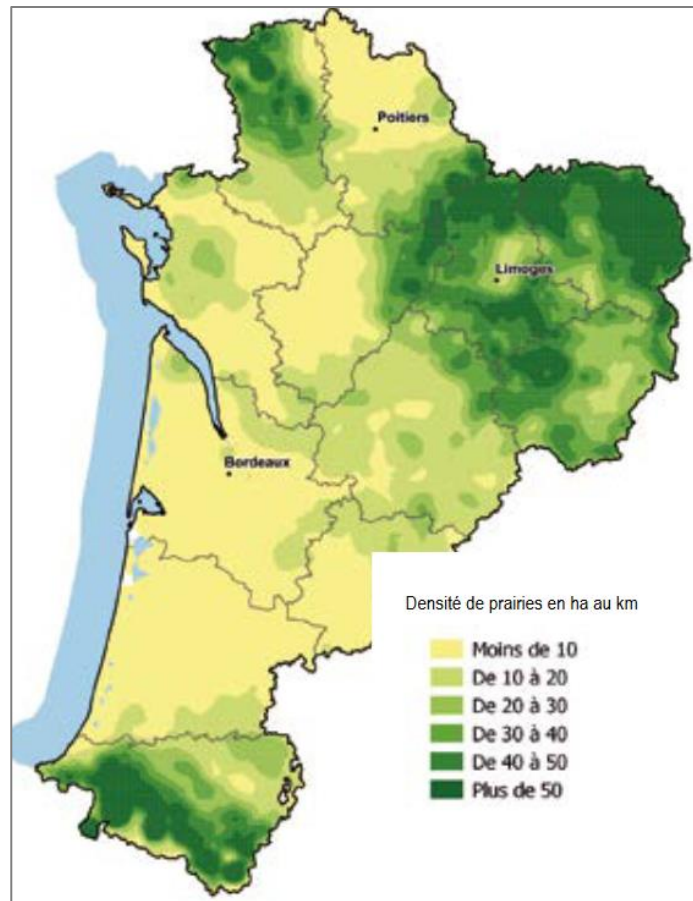 Poitiers
Limoges
Bordeaux
Densité de prairies en ha au km
Moins de 10
De 10 à 20
De 20 à 30
De 30 à 40
De 40 à 50
Plus de 50